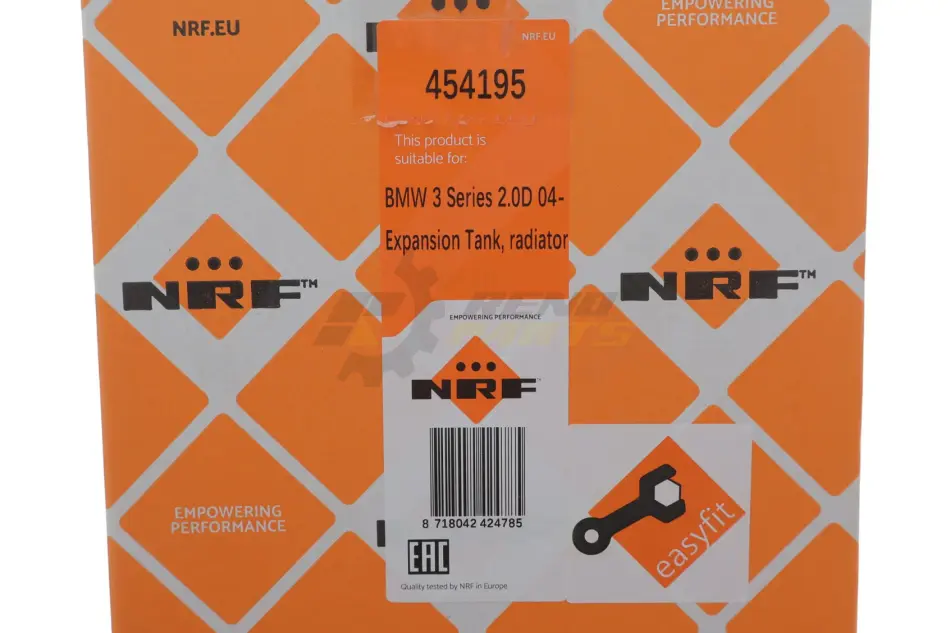 NRF.EU
EMPOWERING
PERFORMANCE
NRF.EU
454195
This product is
suitable for:
BMW 3 Series 2.0D 04-
Expansion Tank, radiator
NRF™
NRF™
RENO
PARTS
EMPOWERING PERFORMANCE
NRF
8 718042 424785
EMPOWERING
PERFORMANCE
easyfit
EAC
Quality tested by NRF in Europe